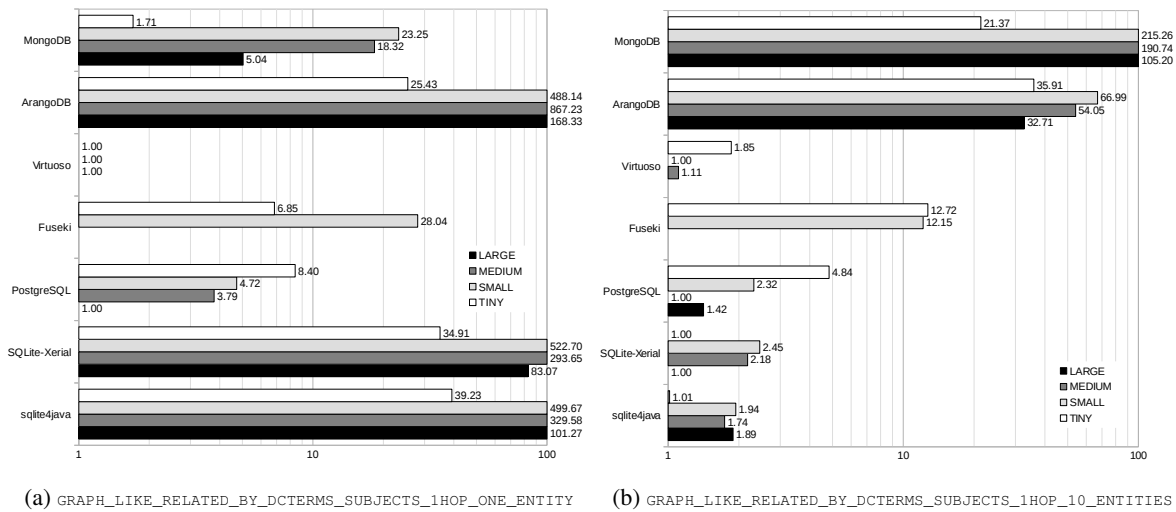 MongoDB
1.71
23.25
18.32
5.04
ArangoDB
25.43
488.14
867.23
168.33
Virtuoso
1.00
1.00
1.00
Fuseki
6.85
28.04
PostgreSQL
8.40
4.72
3.79
1.00
SQLite-Xerial
34.91
522.70
293.65
83.07
sqlite4java
39.23
499.67
329.58
101.27
LARGE
MEDIUM
SMALL
TINY
1 10 100
(a) GRAPH_LIKE_RELATED_BY_DCTERMS_SUBJECTS_1HOP_ONE_ENTITY
MongoDB
21.37
215.26
190.74
105.20
ArangoDB
35.91
66.99
54.05
32.71
Virtuoso
1.85
1.00
1.11
Fuseki
12.72
12.15
PostgreSQL
4.84
2.32
1.00
1.42
SQLite-Xerial
1.00
2.45
2.18
1.00
sqlite4java
1.01
1.94
1.74
1.89
LARGE
MEDIUM
SMALL
TINY
1 10 100
(b) GRAPH_LIKE_RELATED_BY_DCTERMS_SUBJECTS_1HOP_10_ENTITIES